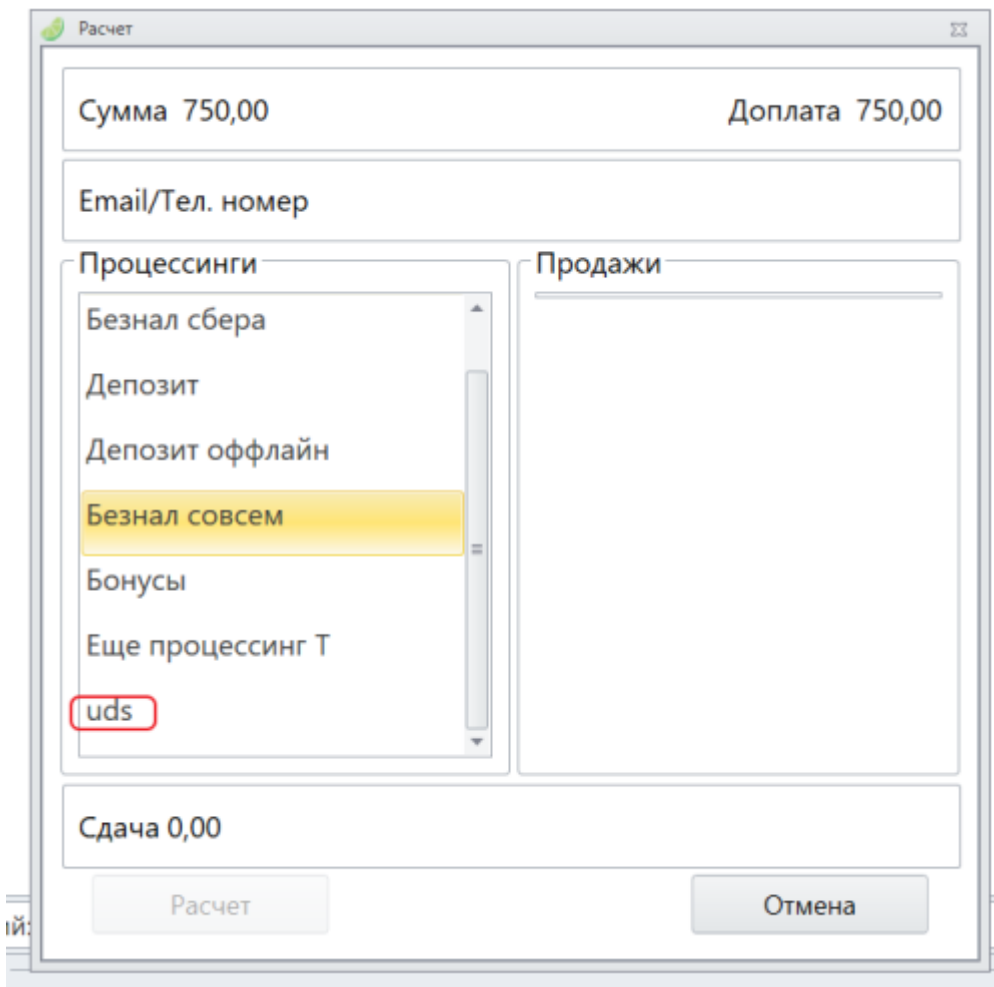 Расчет
Сумма 750,00 Доплата 750,00
Email/Тел. номер
Процессинги
Безнал сбера
Депозит
Депозит оффлайн
Безнал совсем
Бонусы
Еще процессинг Т
uds
Продажи
Сдача 0,00
Расчет Отмена
ий: